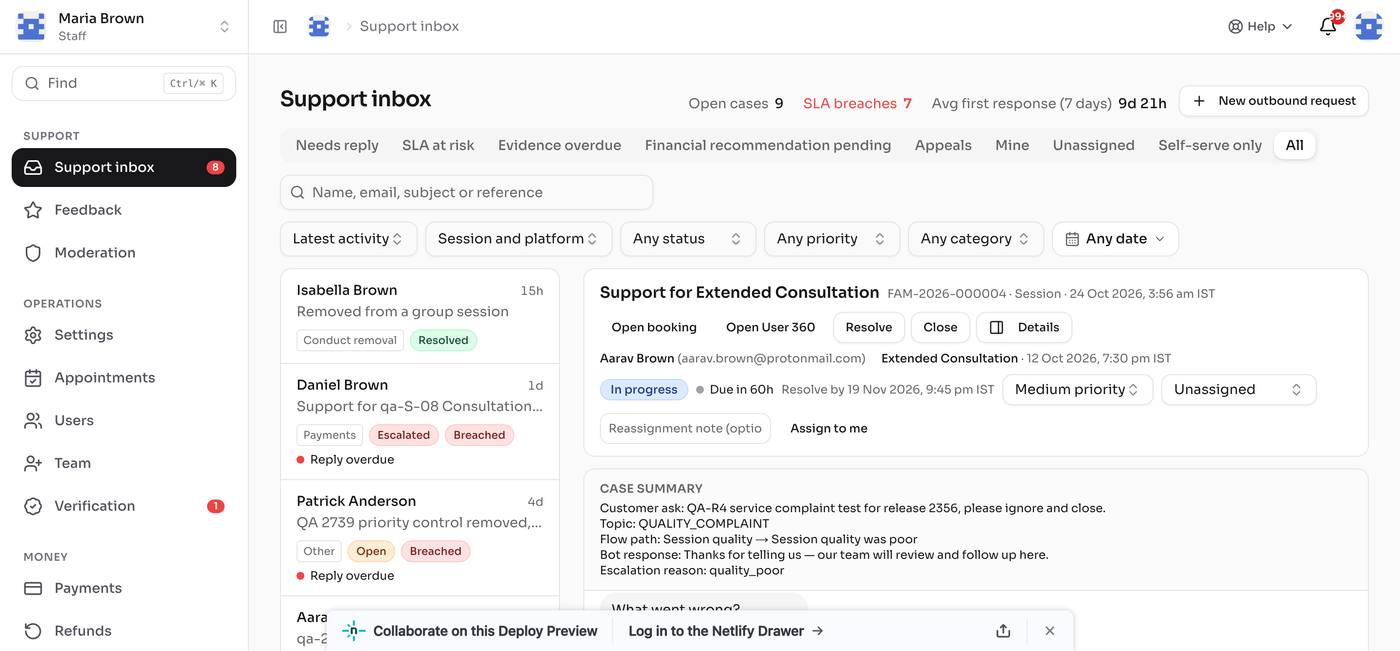 Maria Brown
Staff
Support inbox
Help
99+
Find
Ctrl/⌘ K
SUPPORT
Support inbox 8
Feedback
Moderation
OPERATIONS
Settings
Appointments
Users
Team
Verification 1
MONEY
Payments
Refunds
Support inbox
Open cases 9 SLA breaches 7 Avg first response (7 days) 9d 21h
New outbound request
Needs reply SLA at risk Evidence overdue Financial recommendation pending Appeals Mine Unassigned Self-serve only All
Name, email, subject or reference
Latest activity Session and platform Any status Any priority Any category Any date
Isabella Brown 15h
Removed from a group session
Conduct removal Resolved
Daniel Brown 1d
Support for qa-S-08 Consultation...
Payments Escalated Breached
Reply overdue
Patrick Anderson 4d
QA 2739 priority control removed,...
Other Open Breached
Reply overdue
Aara
qa-2
Support for Extended Consultation FAM-2026-000004 · Session · 24 Oct 2026, 3:56 am IST
Open booking Open User 360 Resolve Close Details
Aarav Brown (aarav.brown@protonmail.com) Extended Consultation · 12 Oct 2026, 7:30 pm IST
In progress Due in 60h Resolve by 19 Nov 2026, 9:45 pm IST Medium priority Unassigned
Reassignment note (optio Assign to me
CASE SUMMARY
Customer ask: QA-R4 service complaint test for release 2356, please ignore and close.
Topic: QUALITY_COMPLAINT
Flow path: Session quality → Session quality was poor
Bot response: Thanks for telling us — our team will review and follow up here.
Escalation reason: quality_poor
What went wrong?
Collaborate on this Deploy Preview Log in to the Netlify Drawer →